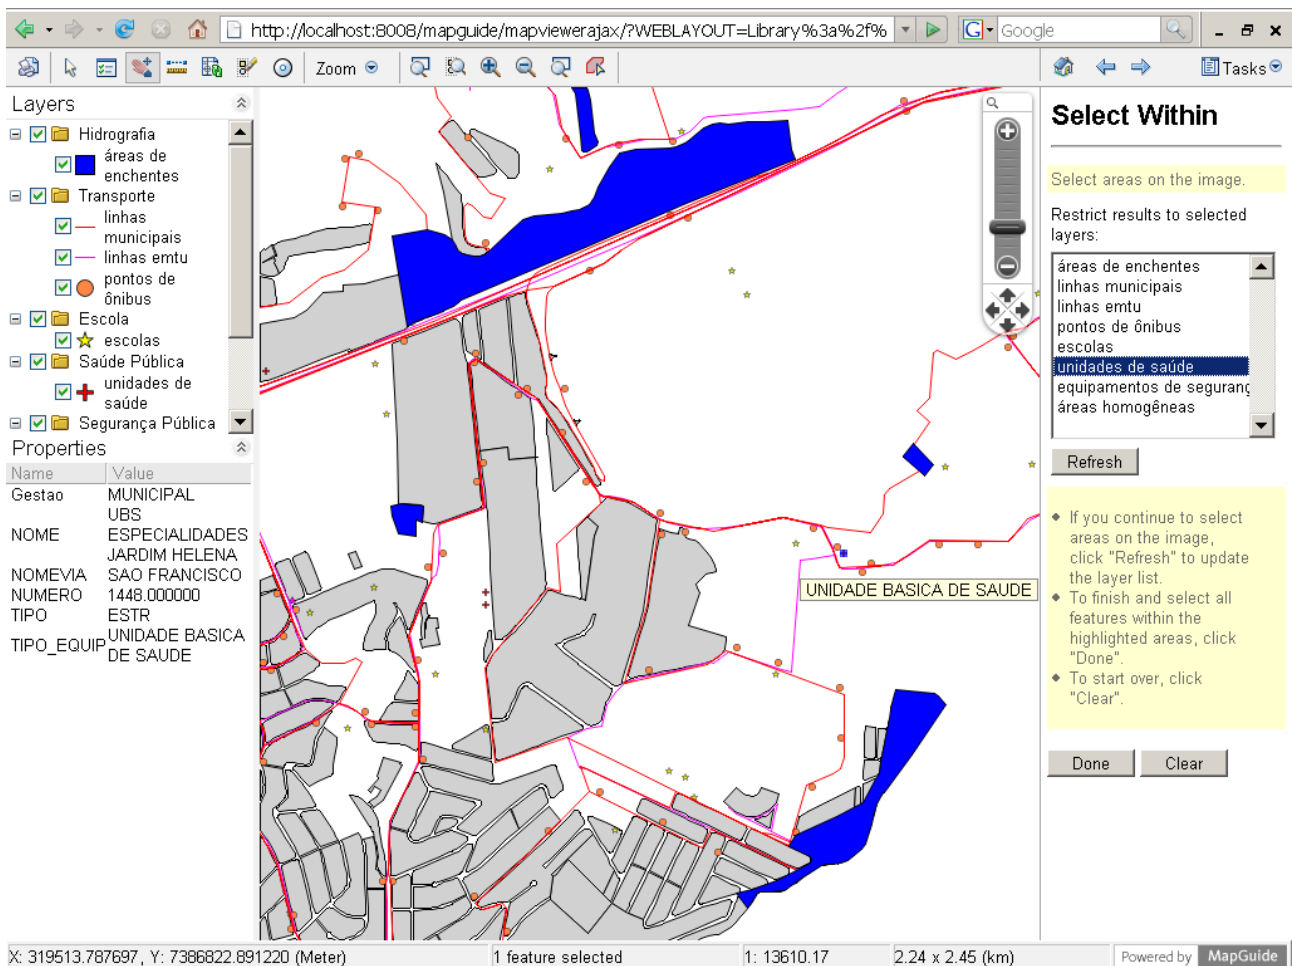 http://localhost:8008/mapguide/mapviewerajax/?WEBLAYOUT=Library%3a%2f%
G
Google
Zoom
Tasks
Layers
Hidrografia
áreas de
enchentes
Transporte
linhas
municipais
linhas emtu
pontos de
ônibus
Escola
escolas
Saúde Pública
unidades de
saúde
Segurança Pública
Properties
Name Value
Gestao MUNICIPAL
UBS
NOME ESPECIALIDADES
JARDIM HELENA
NOMEVIA SAO FRANCISCO
NUMERO 1448.000000
TIPO ESTR
TIPO_EQUIP UNIDADE BASICA
DE SAUDE
UNIDADE BASICA DE SAUDE
Select Within
Select areas on the image.
Restrict results to selected
layers:
áreas de enchentes
linhas municipais
linhas emtu
pontos de ônibus
escolas
unidades de saúde
equipamentos de seguranç
áreas homogêneas
Refresh
If you continue to select
areas on the image,
click "Refresh" to update
the layer list.
To finish and select all
features within the
highlighted areas, click
"Done".
To start over, click
"Clear".
Done Clear
X: 319513.787697, Y: 7386822.891220 (Meter) 1 feature selected 1: 13610.17 2.24 x 2.45 (km) Powered by MapGuide